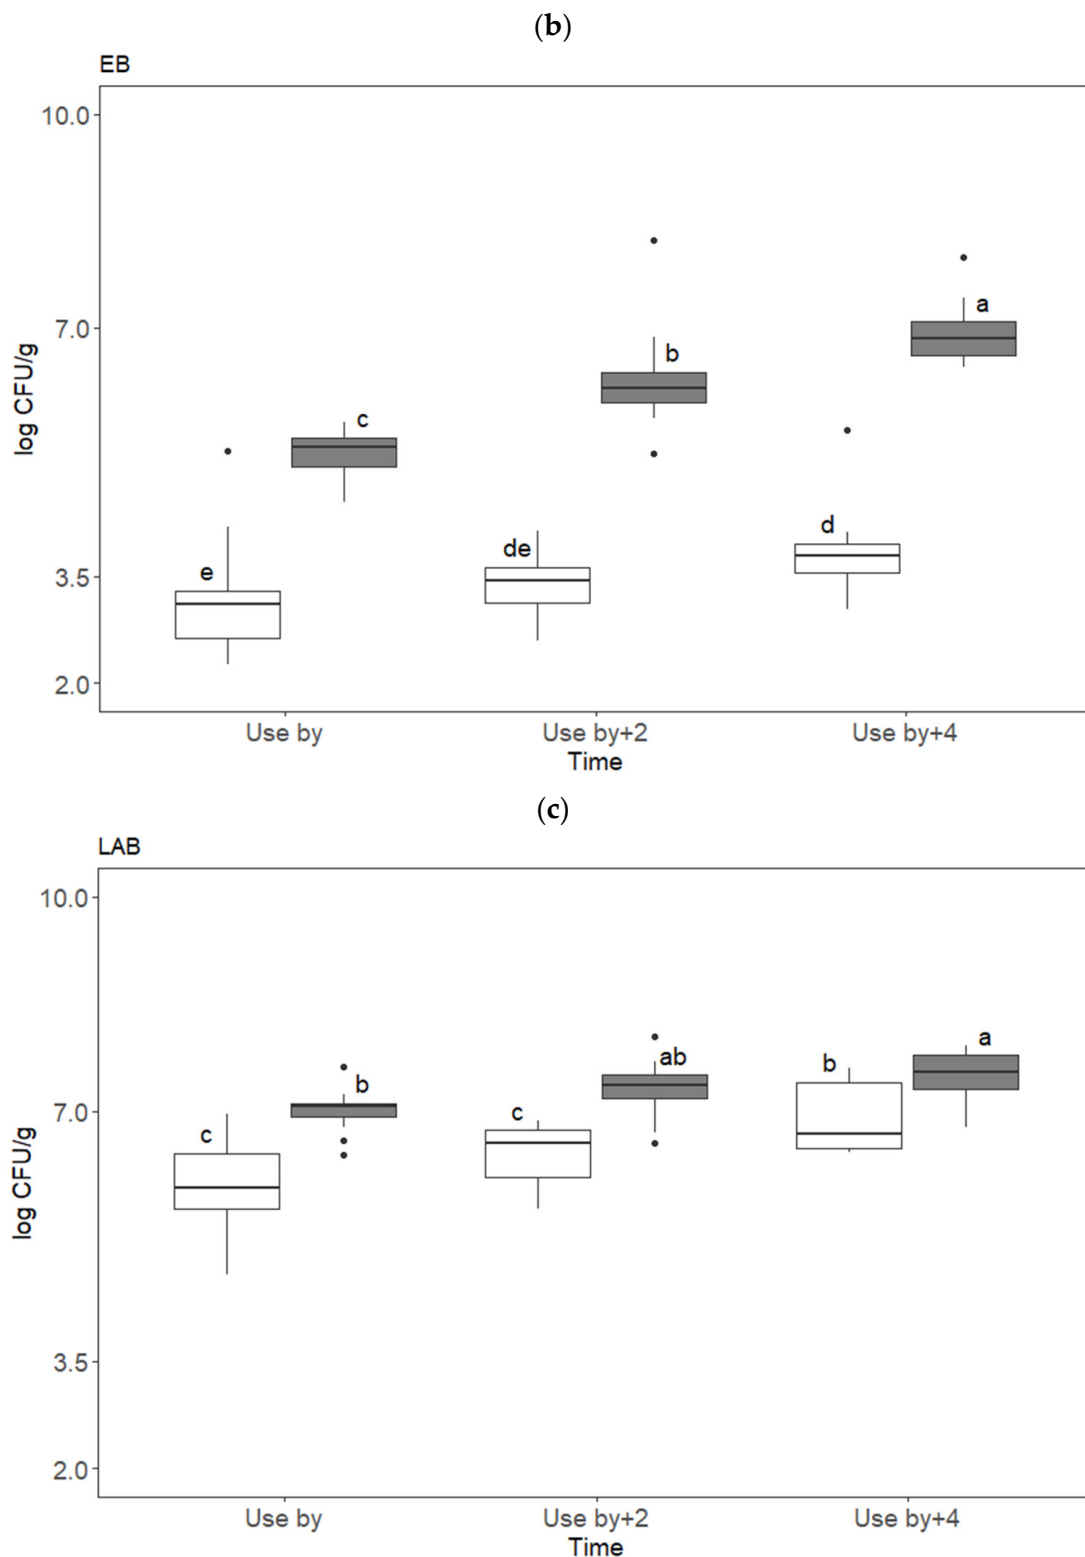 (b)
EB
10.0
a
7.0
b
c
d
de
e
3.5
2.0
log CFU/g
Use by Use by+2 Use by+4
Time
(c)
LAB
10.0
a
ab
b
b
7.0
c
c
3.5
2.0
log CFU/g
Use by Use by+2 Use by+4
Time